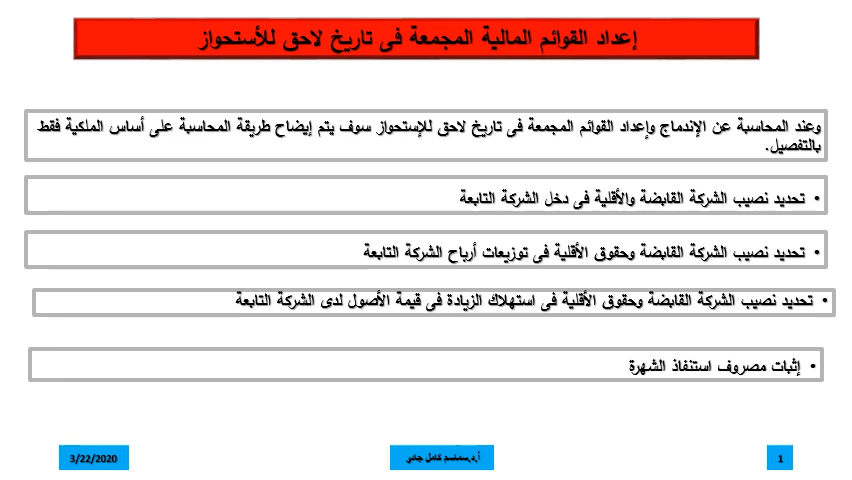 إعداد القوائم المالية المجمعة فى تاريخ لاحق للأستحواز
وعند المحاسبة عن الإندماج وإعداد القوائم المجمعة فى تاريخ لاحق للإستحواز سوف يتم إيضاح طريقة المحاسبة على أساس الملكية فقط
بالتفصيل.
• تحديد نصيب الشركة القابضة والأقلية فى دخل الشركة التابعة
• تحديد نصيب الشركة القابضة وحقوق الأقلية فى توزيعات أرباح الشركة التابعة
• تحديد نصيب الشركة القابضة وحقوق الأقلية فى استهلاك الزيادة فى قيمة الأصول لدى الشركة التابعة
• إثبات مصروف استنفاذ الشهرة
3/22/2020
أ.د.سماسم كامل
1